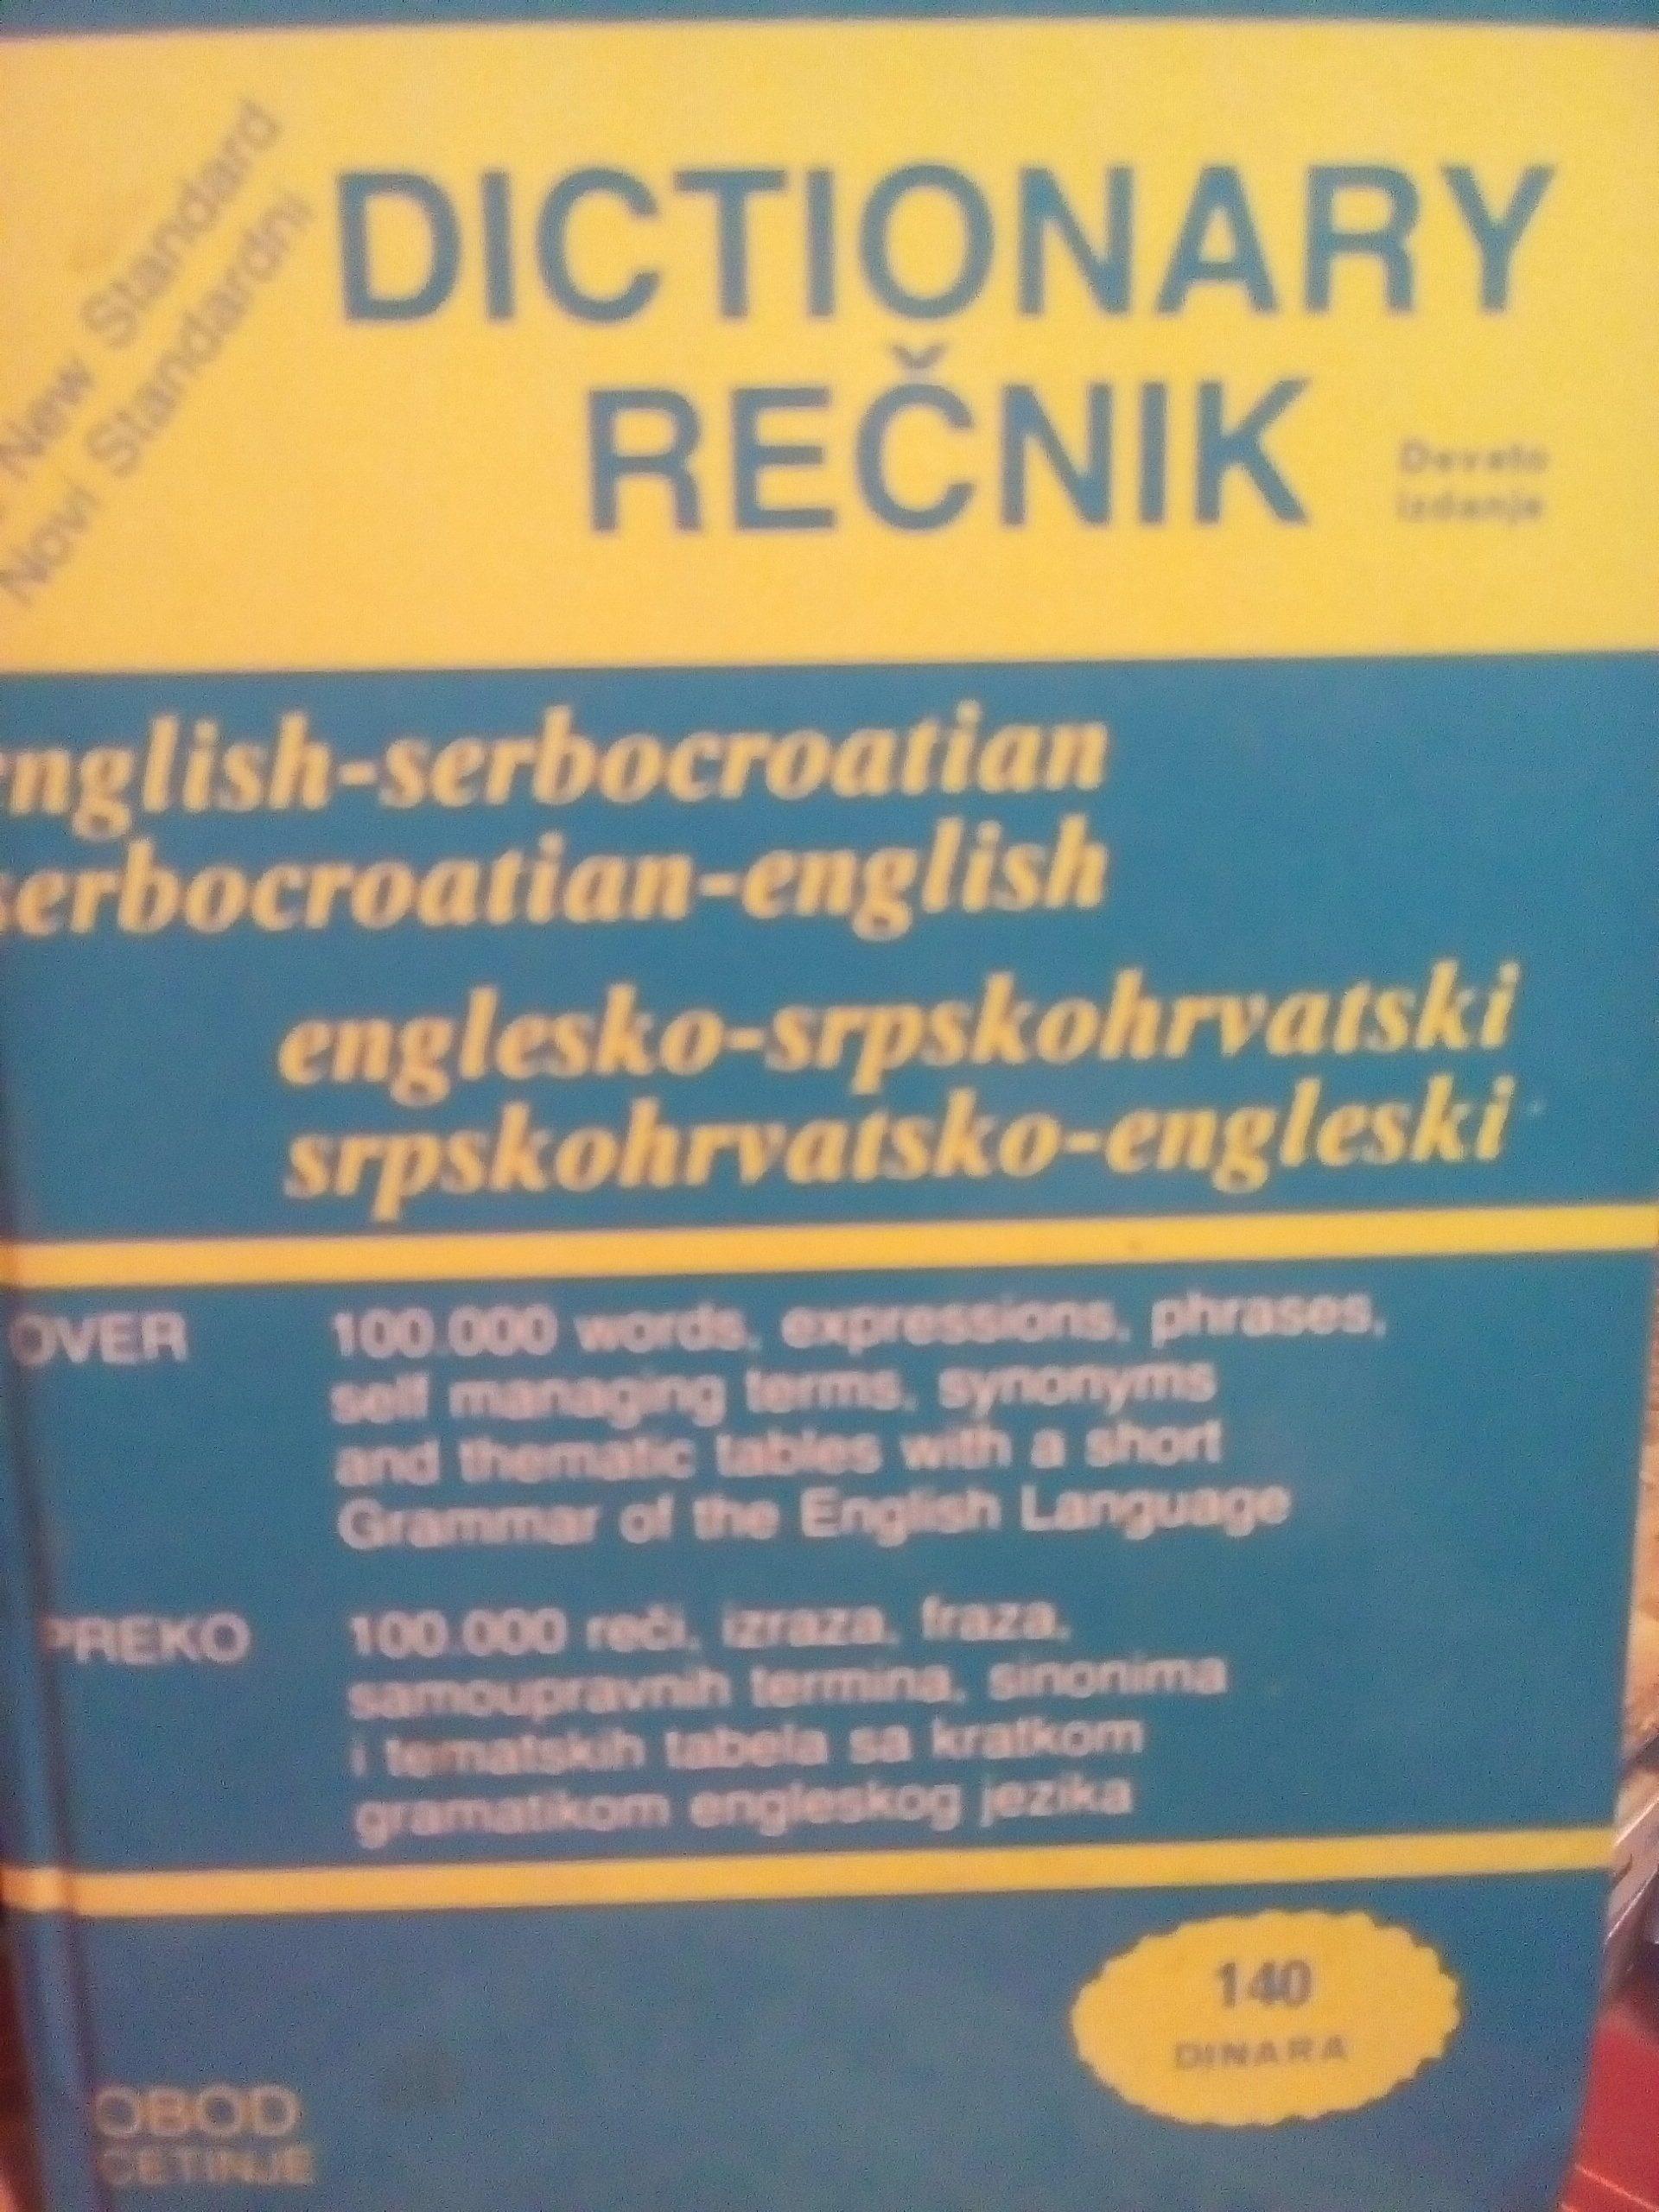 New Standard
Novi Standardni
DICTIONARY
REČNIK
Deveto
izdanje
english-serbocroatian
serbocroatian-english
englesko-srpskohrvatski
srpskohrvatsko-engleski
OVER 100.000 words, expressions, phrases,
self managing terms, synonyms
and thematic tables with a short
Grammar of the English Language
PREKO 100.000 reči, izraza, fraza,
samoupravnih termina, sinonima
i tematskih tabela sa kratkom
gramatikom engleskog jezika
140
DINARA
OBOD
CETINJE